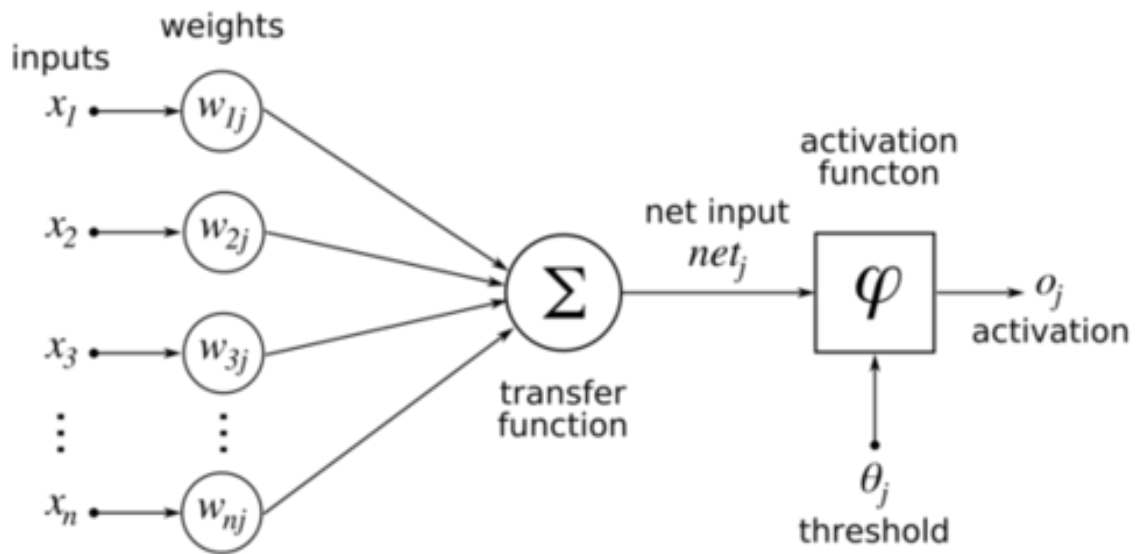 weights
inputs
x1
w1j
x2
w2j
x3
w3j
⋮ ⋮
xn
wnj
Σ
transfer
function
net input
netj
activation
functon
φ
oj
activation
θj
threshold